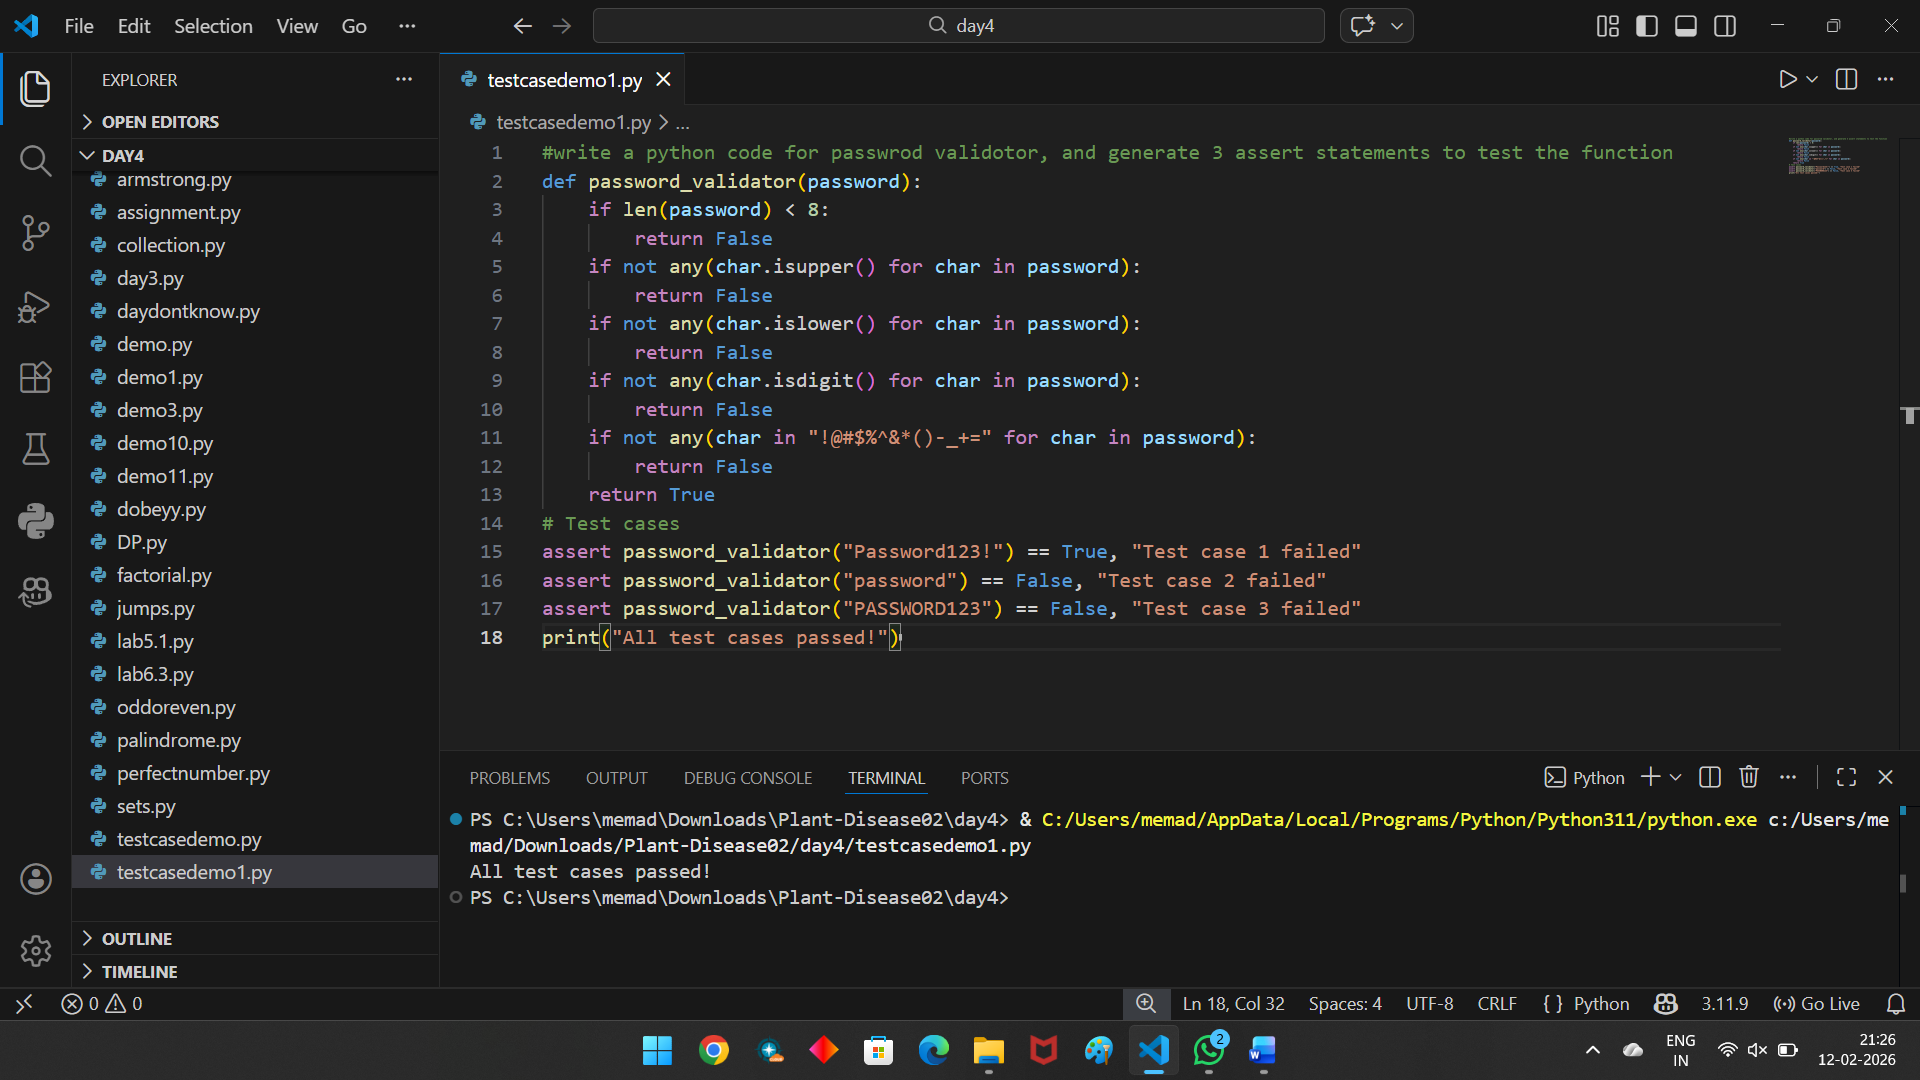 File Edit Selection View Go ...
day4
EXPLORER
OPEN EDITORS
DAY4
armstrong.py
assignment.py
collection.py
day3.py
daydontknow.py
demo.py
demo1.py
demo3.py
demo10.py
demo11.py
dobeyy.py
DP.py
factorial.py
jumps.py
lab5.1.py
lab6.3.py
oddoreven.py
palindrome.py
perfectnumber.py
sets.py
testcasedemo.py
testcasedemo1.py
OUTLINE
TIMELINE
testcasedemo1.py
testcasedemo1.py > ...
1 #write a python code for passwrod validotor, and generate 3 assert statements to test the function
2 def password_validator(password):
3     if len(password) < 8:
4         return False
5     if not any(char.isupper() for char in password):
6         return False
7     if not any(char.islower() for char in password):
8         return False
9     if not any(char.isdigit() for char in password):
10         return False
11     if not any(char in "!@#$%^&*()-_+=" for char in password):
12         return False
13     return True
14 # Test cases
15 assert password_validator("Password123!") == True, "Test case 1 failed"
16 assert password_validator("password") == False, "Test case 2 failed"
17 assert password_validator("PASSWORD123") == False, "Test case 3 failed"
18 print("All test cases passed!")
PROBLEMS OUTPUT DEBUG CONSOLE TERMINAL PORTS
Python
PS C:\Users\memad\Downloads\Plant-Disease02\day4> & C:/Users/memad/AppData/Local/Programs/Python/Python311/python.exe c:/Users/me
mad/Downloads/Plant-Disease02/day4/testcasedemo1.py
All test cases passed!
PS C:\Users\memad\Downloads\Plant-Disease02\day4>
0 0
Ln 18, Col 32 Spaces: 4 UTF-8 CRLF { } Python 3.11.9 Go Live
2
W
ENG
IN
21:26
12-02-2026